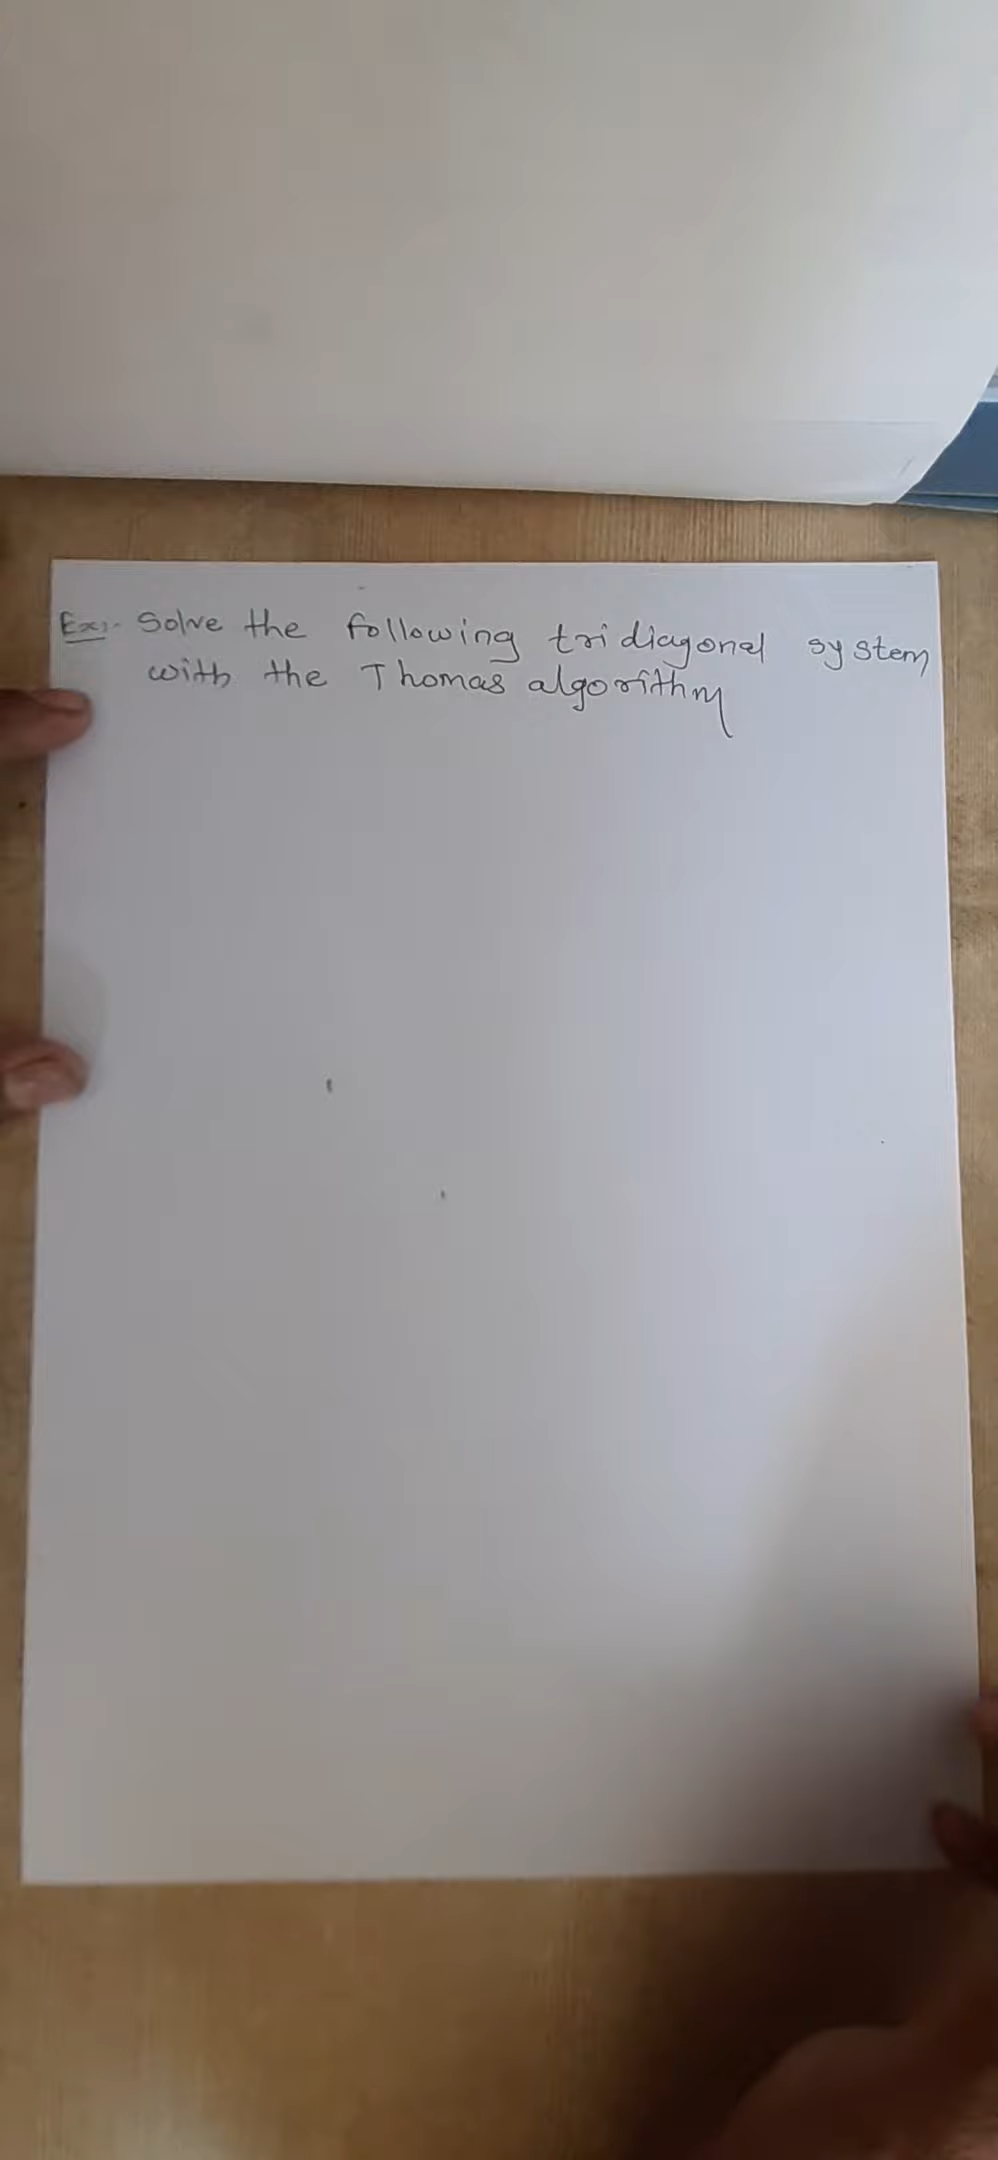 Ex:- Solve the following tridiagonal system
with the Thomas algorithm